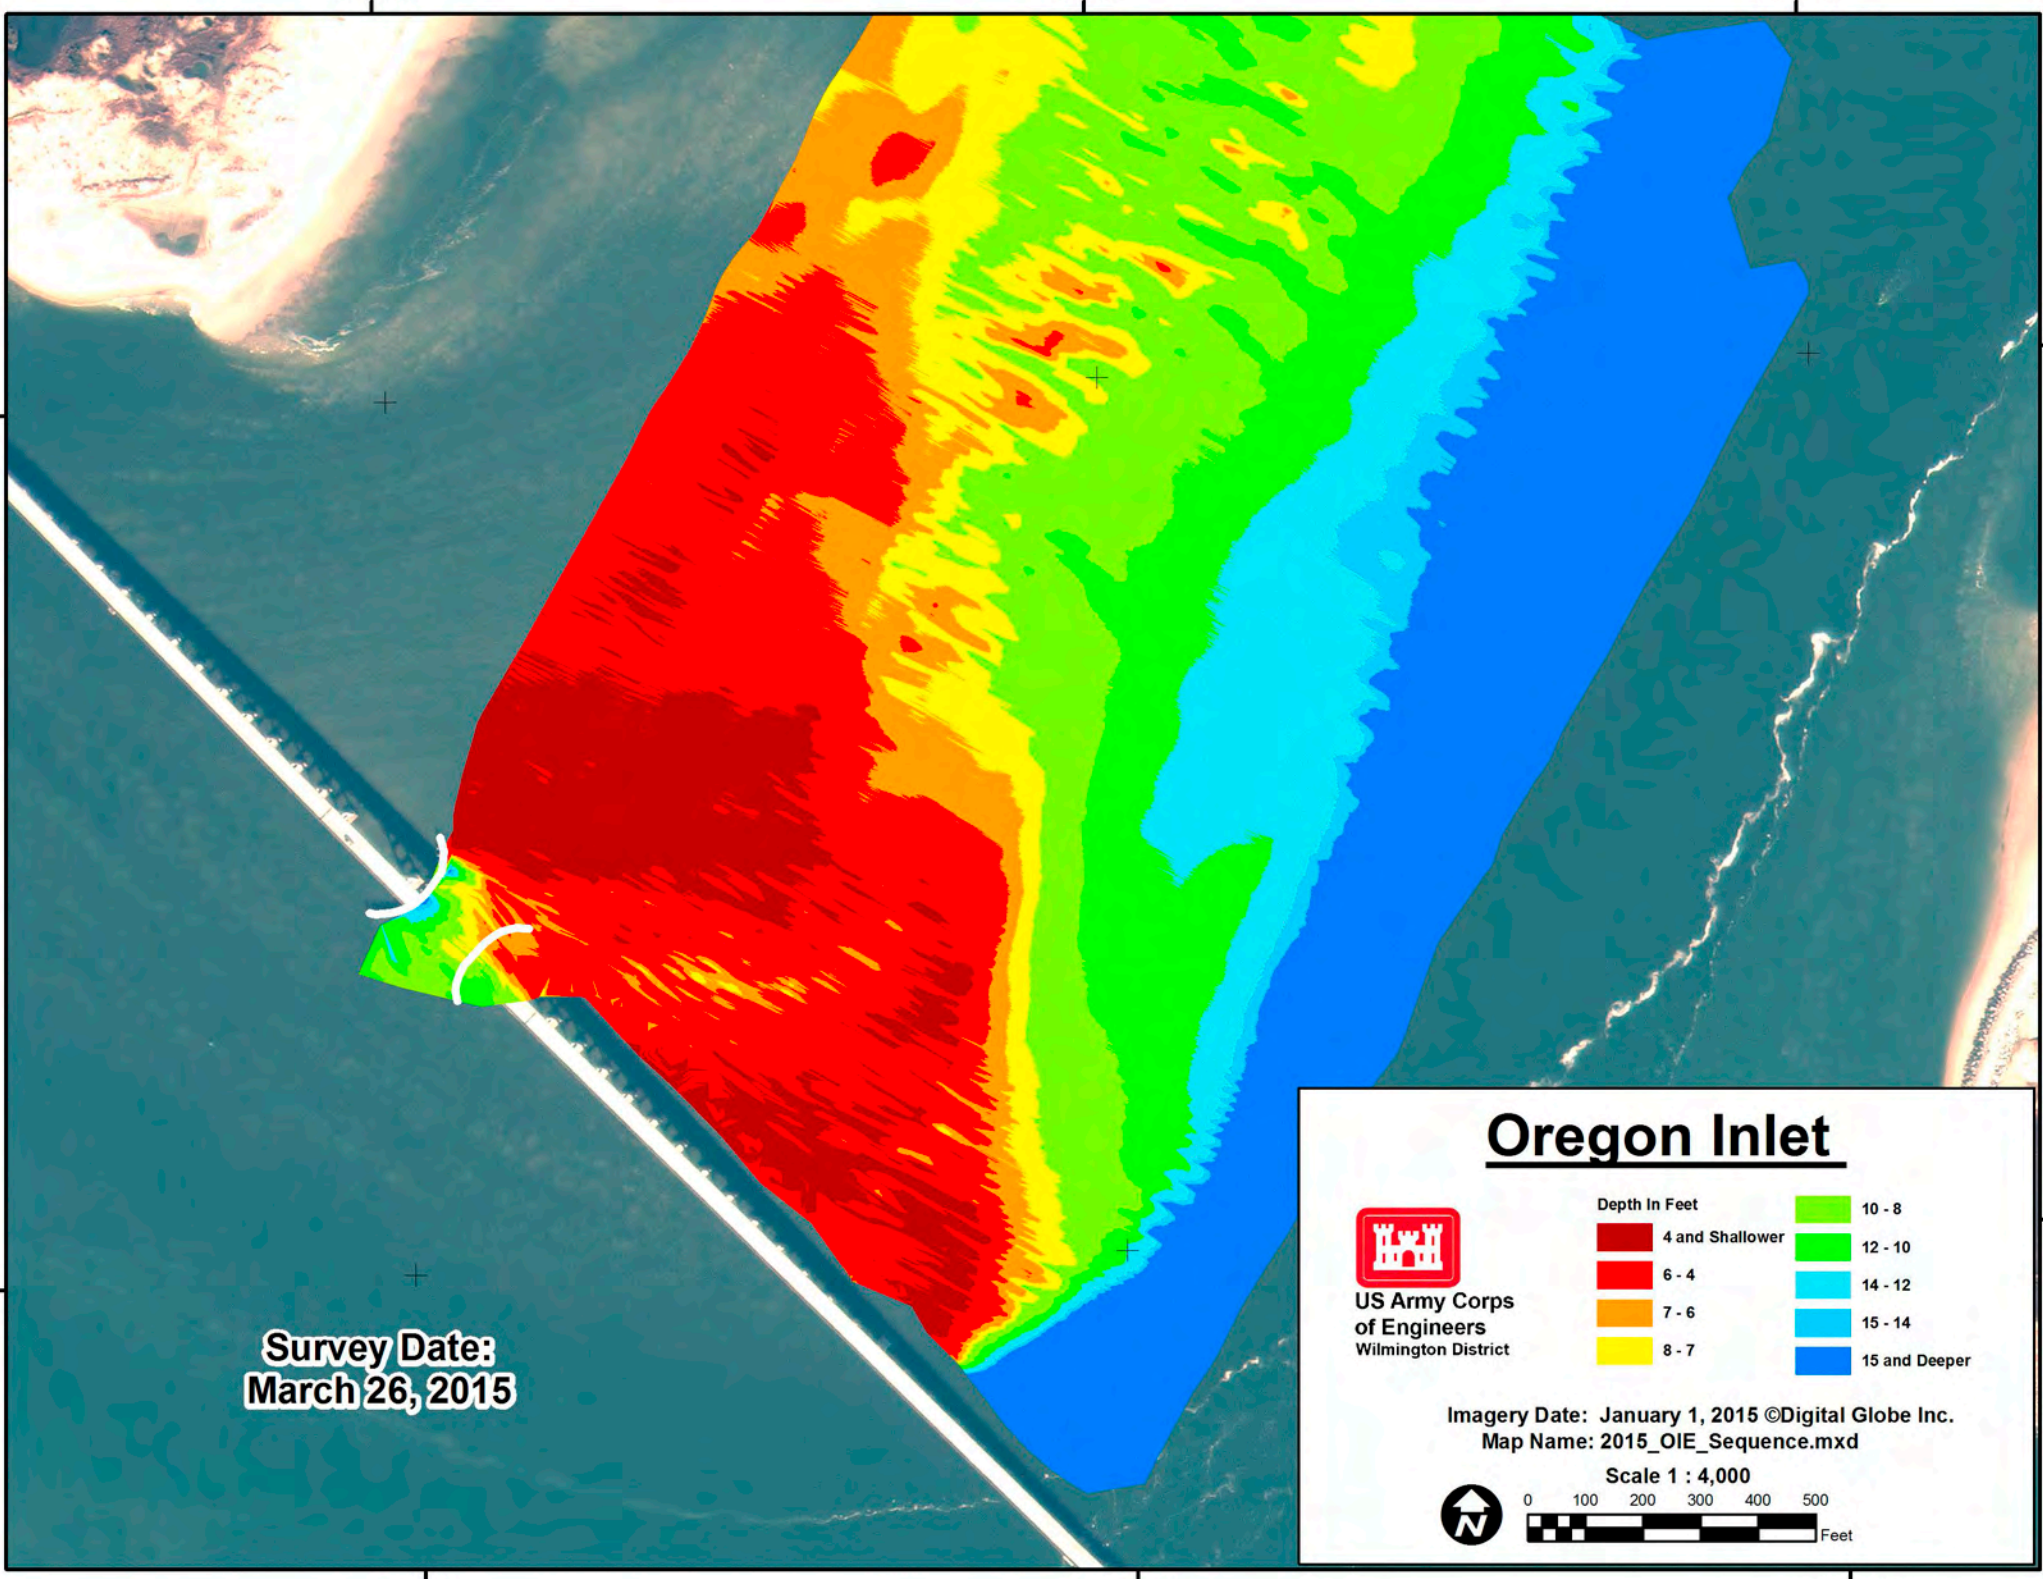 Survey Date:
March 26, 2015
Oregon Inlet
US Army Corps
of Engineers
Wilmington District
Depth In Feet
4 and Shallower
6 - 4
7 - 6
8 - 7
10 - 8
12 - 10
14 - 12
15 - 14
15 and Deeper
Imagery Date: January 1, 2015 ©Digital Globe Inc.
Map Name: 2015_OIE_Sequence.mxd
Scale 1 : 4,000
N
0 100 200 300 400 500
Feet